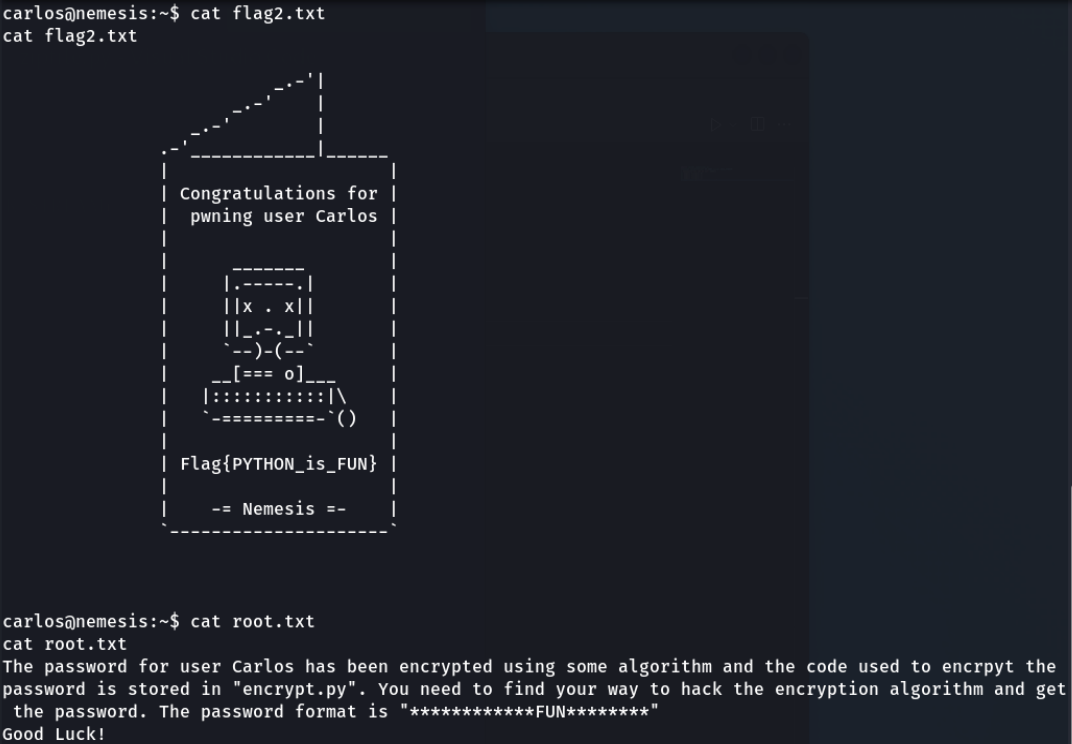 carlos@nemesis:~$ cat flag2.txt
cat flag2.txt
Congratulations for
pwning user Carlos
x . x
[=== o]
Flag{PYTHON_is_FUN}
-= Nemesis =-
carlos@nemesis:~$ cat root.txt
cat root.txt
The password for user Carlos has been encrypted using some algorithm and the code used to encrpyt the
password is stored in "encrypt.py". You need to find your way to hack the encryption algorithm and get
 the password. The password format is "************FUN********"
Good Luck!